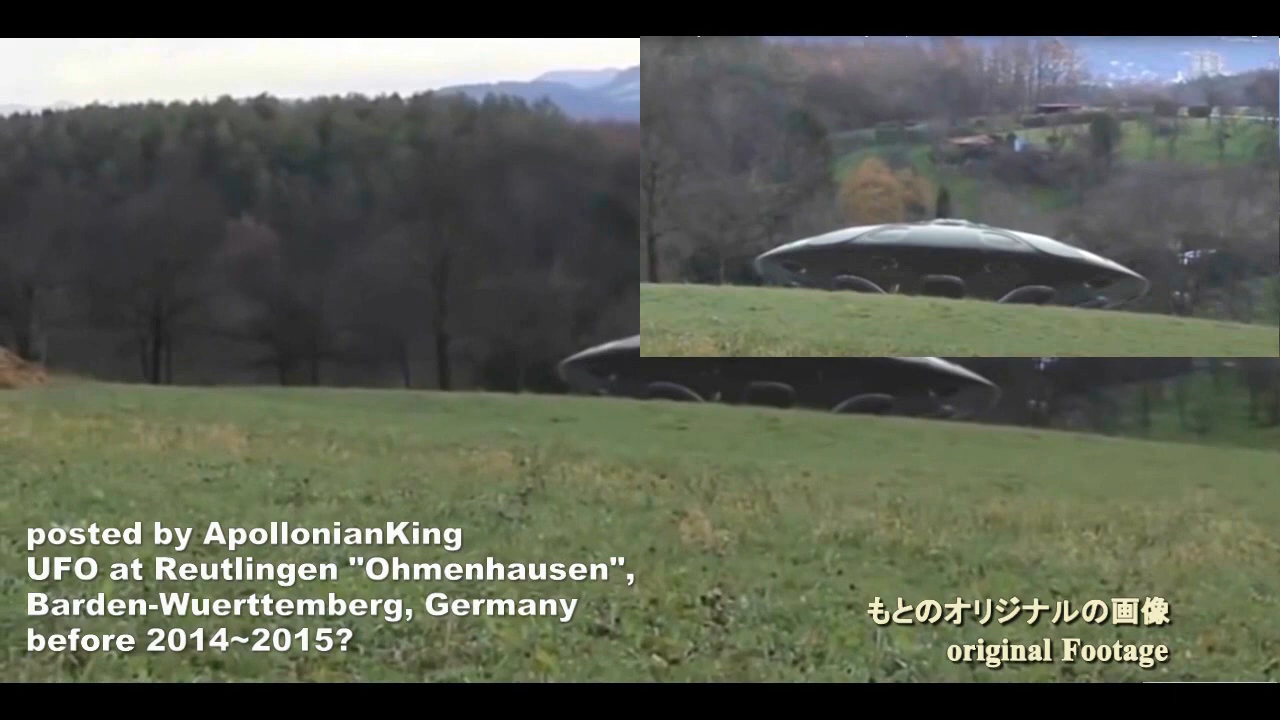 posted by ApollonianKing
UFO at Reutlingen "Ohmenhausen",
Barden-Wuerttemberg, Germany
before 2014~2015?
もとのオリジナルの画像
original Footage